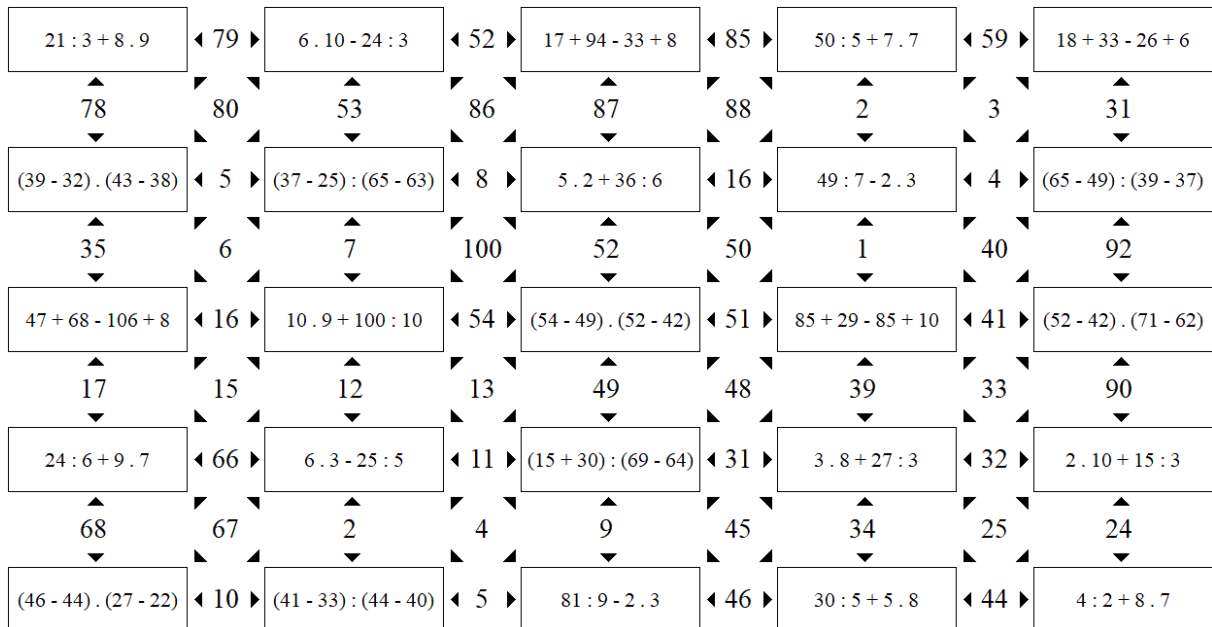 21 : 3 + 8 . 9 79 6 . 10 - 24 : 3 52 17 + 94 - 33 + 8 85 50 : 5 + 7 . 7 59 18 + 33 - 26 + 6
78 80 53 86 87 88 2 3 31
(39 - 32) . (43 - 38) 5 (37 - 25) : (65 - 63) 8 5 . 2 + 36 : 6 16 49 : 7 - 2 . 3 4 (65 - 49) : (39 - 37)
35 6 7 100 52 50 1 40 92
47 + 68 - 106 + 8 16 10 . 9 + 100 : 10 54 (54 - 49) . (52 - 42) 51 85 + 29 - 85 + 10 41 (52 - 42) . (71 - 62)
17 15 12 13 49 48 39 33 90
24 : 6 + 9 . 7 66 6 . 3 - 25 : 5 11 (15 + 30) : (69 - 64) 31 3 . 8 + 27 : 3 32 2 . 10 + 15 : 3
68 67 2 4 9 45 34 25 24
(46 - 44) . (27 - 22) 10 (41 - 33) : (44 - 40) 5 81 : 9 - 2 . 3 46 30 : 5 + 5 . 8 44 4 : 2 + 8 . 7